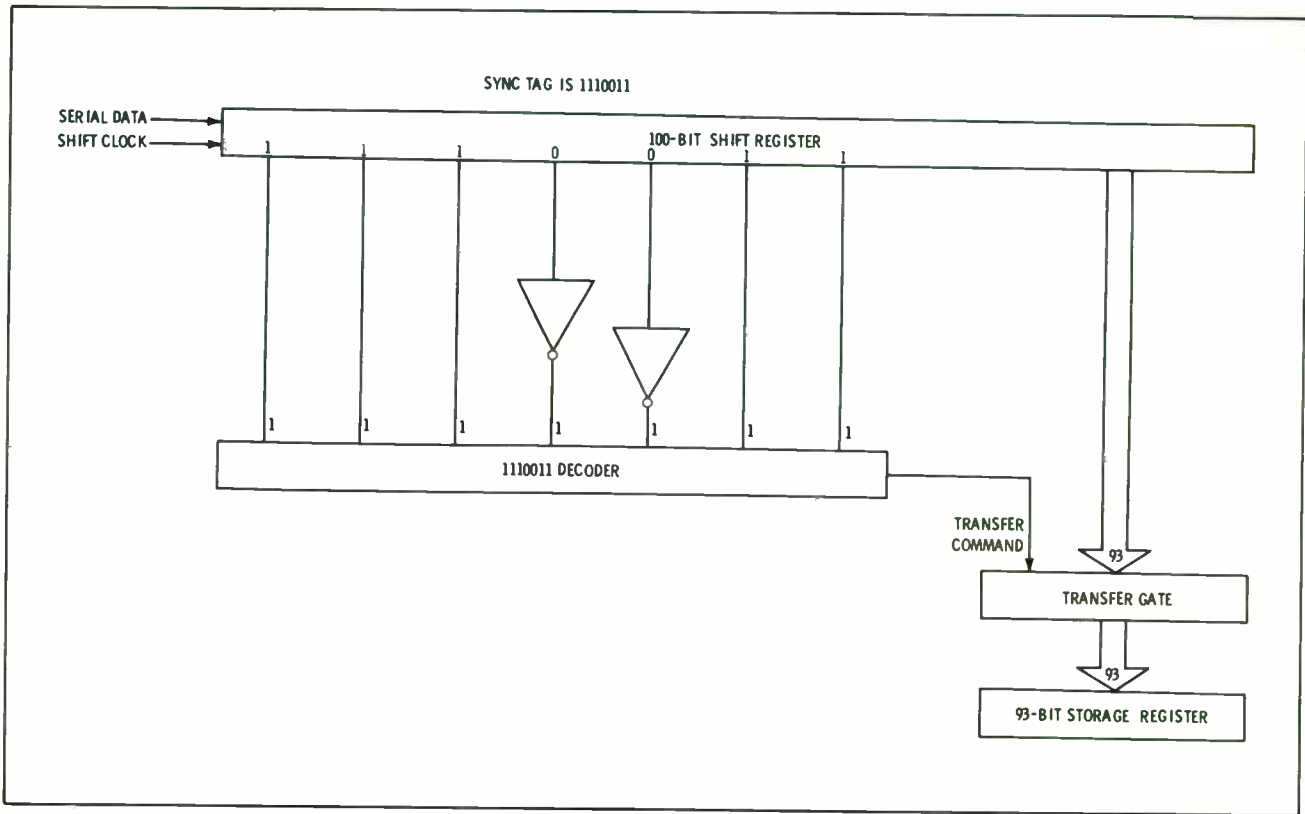 SYNC TAG IS 1110011
SERIAL DATA
SHIFT CLOCK
100-BIT SHIFT REGISTER
1 1 1 0 0 1 1
1 1 1 1 1 1 1
1110011 DECODER
TRANSFER
COMMAND
93
TRANSFER GATE
93
93-BIT STORAGE REGISTER